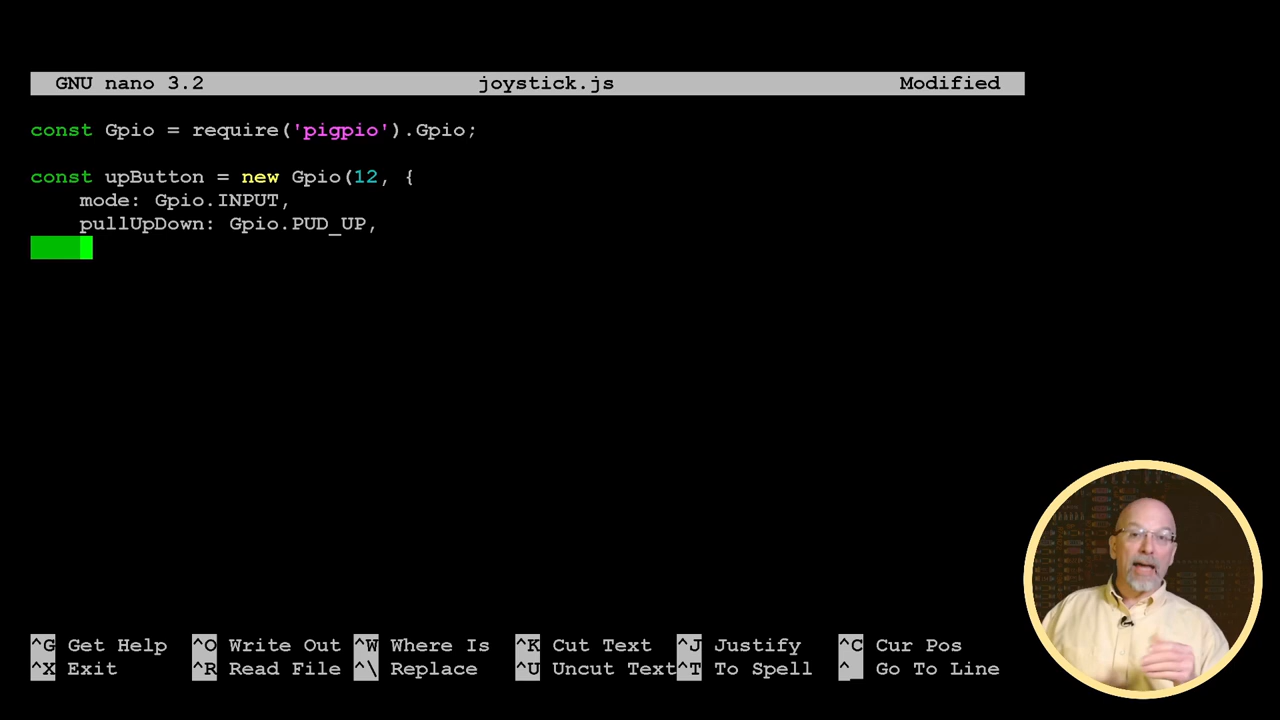 GNU nano 3.2 joystick.js Modified
const Gpio = require('pigpio').Gpio;
const upButton = new Gpio(12, {
    mode: Gpio.INPUT,
    pullUpDown: Gpio.PUD_UP,
^G Get Help ^O Write Out ^W Where Is ^K Cut Text ^J Justify ^C Cur Pos
^X Exit ^R Read File ^\ Replace ^U Uncut Text ^T To Spell ^_ Go To Line